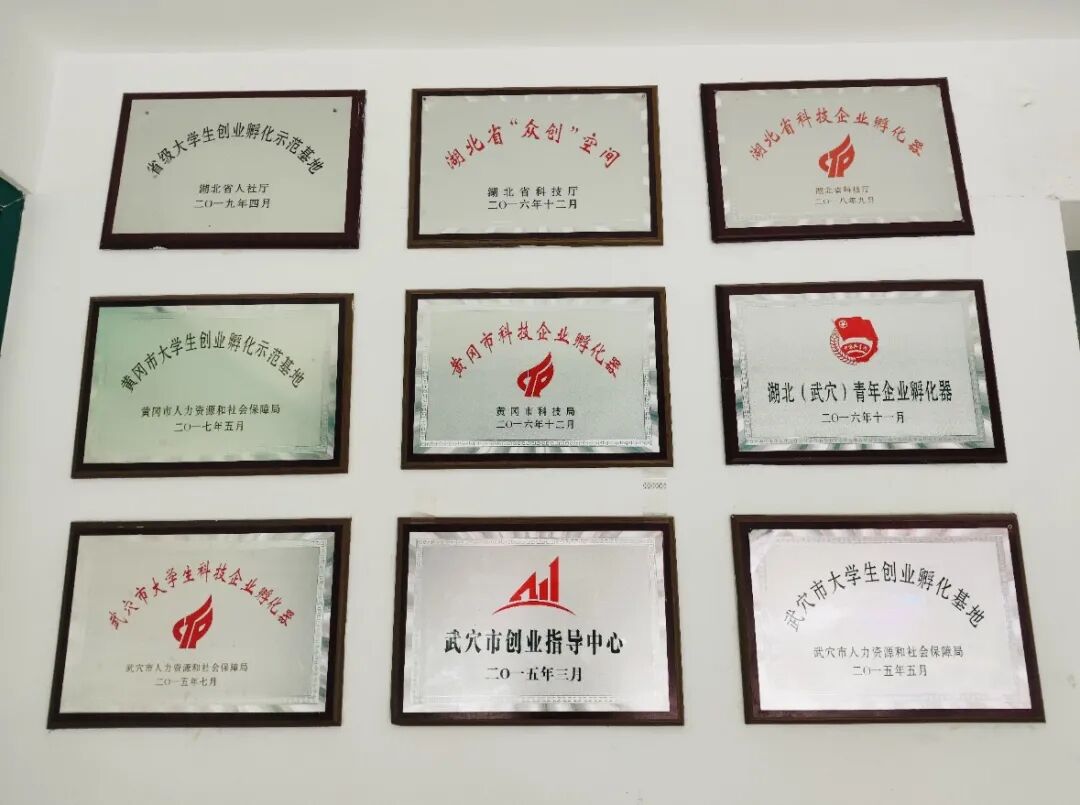 省级大学生创业孵化示范基地
湖北省人社厅
二〇一九年四月
湖北省“众创”空间
湖北省科技厅
二〇一六年十二月
湖北省科技企业孵化器
湖北省科技厅
二〇一八年九月
黄冈市大学生创业孵化示范基地
黄冈市人力资源和社会保障局
二〇一七年五月
黄冈市科技企业孵化器
黄冈市科技局
二〇一六年十二月
湖北（武穴）青年企业孵化器
二〇一六年十一月
武穴市大学生科技企业孵化器
武穴市人力资源和社会保障局
二〇一五年七月
武穴市创业指导中心
二〇一五年三月
武穴市大学生创业孵化基地
武穴市人力资源和社会保障局
二〇一五年五月